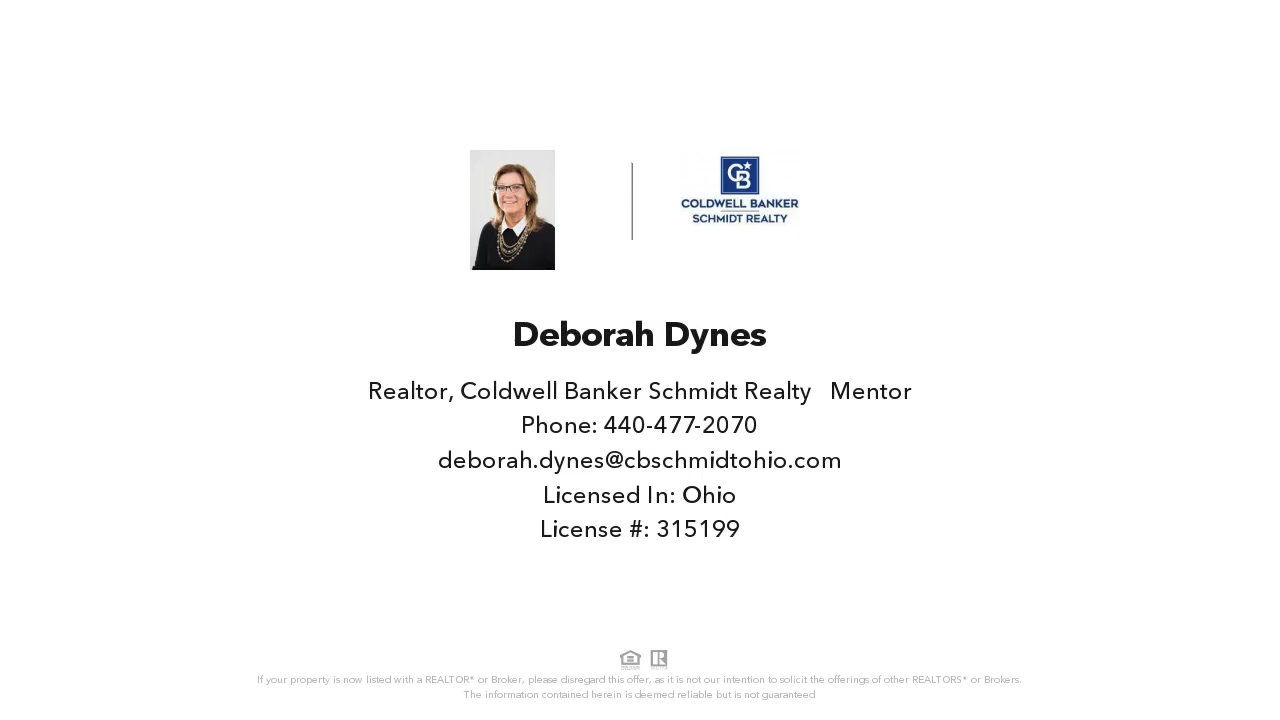 CB
COLDWELL BANKER
SCHMIDT REALTY
Deborah Dynes
Realtor, Coldwell Banker Schmidt Realty Mentor
Phone: 440-477-2070
deborah.dynes@cbschmidtohio.com
Licensed In: Ohio
License #: 315199
If your property is now listed with a REALTOR® or Broker, please disregard this offer, as it is not our intention to solicit the offerings of other REALTORS® or Brokers.
The information contained herein is deemed reliable but is not guaranteed